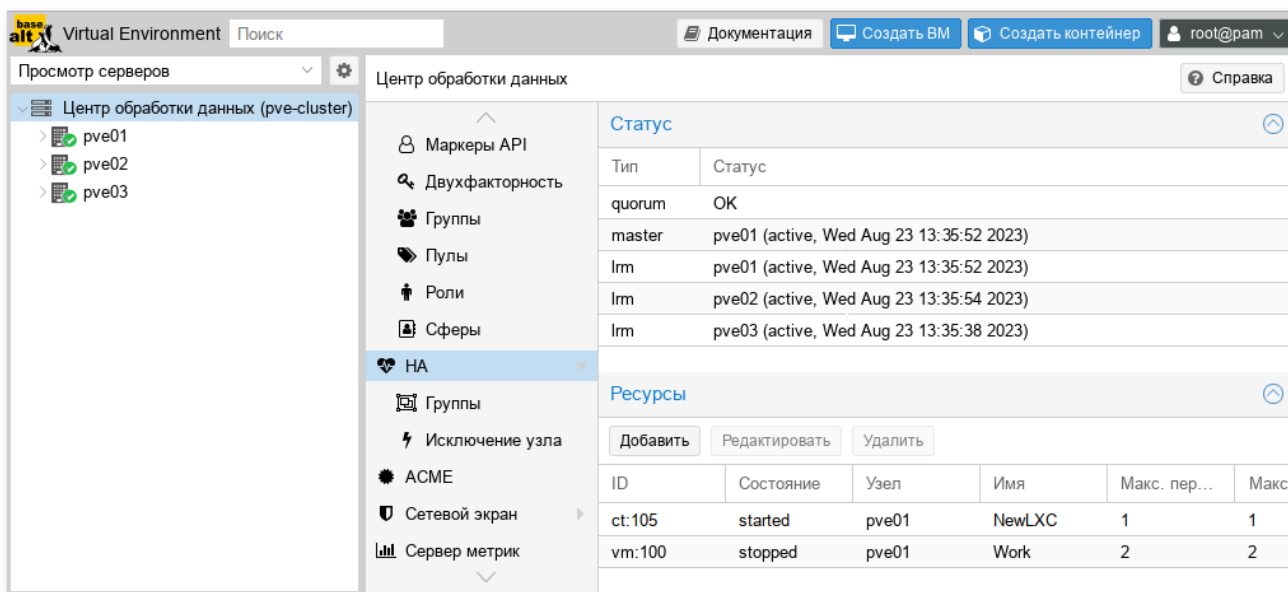 base alt Virtual Environment Поиск Документация Создать ВМ Создать контейнер root@pam
Просмотр серверов
Центр обработки данных Справка
Центр обработки данных (pve-cluster)
pve01
pve02
pve03
Маркеры API
Двухфакторность
Группы
Пулы
Роли
Сферы
HA
Группы
Исключение узла
ACME
Сетевой экран
Сервер метрик
Статус
Тип Статус
quorum OK
master pve01 (active, Wed Aug 23 13:35:52 2023)
lrm pve01 (active, Wed Aug 23 13:35:52 2023)
lrm pve02 (active, Wed Aug 23 13:35:54 2023)
lrm pve03 (active, Wed Aug 23 13:35:38 2023)
Ресурсы
Добавить Редактировать Удалить
ID Состояние Узел Имя Макс. пер... Макс
ct:105 started pve01 NewLXC 1 1
vm:100 stopped pve01 Work 2 2